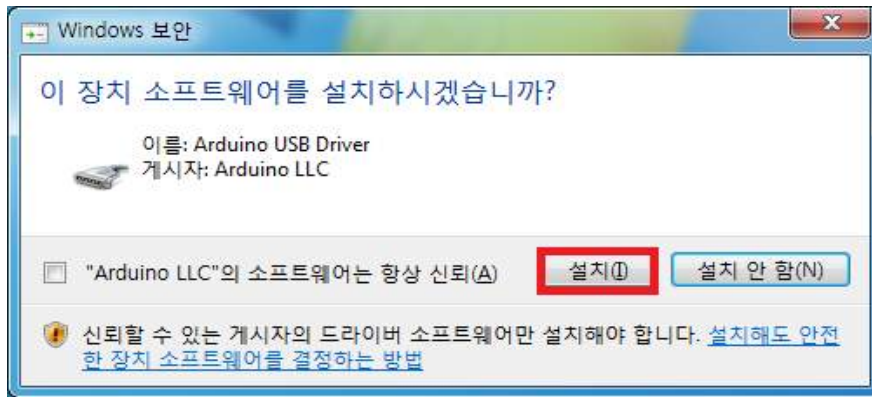 Windows 보안
이 장치 소프트웨어를 설치하시겠습니까?
이름: Arduino USB Driver
게시자: Arduino LLC
"Arduino LLC"의 소프트웨어는 항상 신뢰(A) 설치(I) 설치 안 함(N)
신뢰할 수 있는 게시자의 드라이버 소프트웨어만 설치해야 합니다. 설치해도 안전
한 장치 소프트웨어를 결정하는 방법